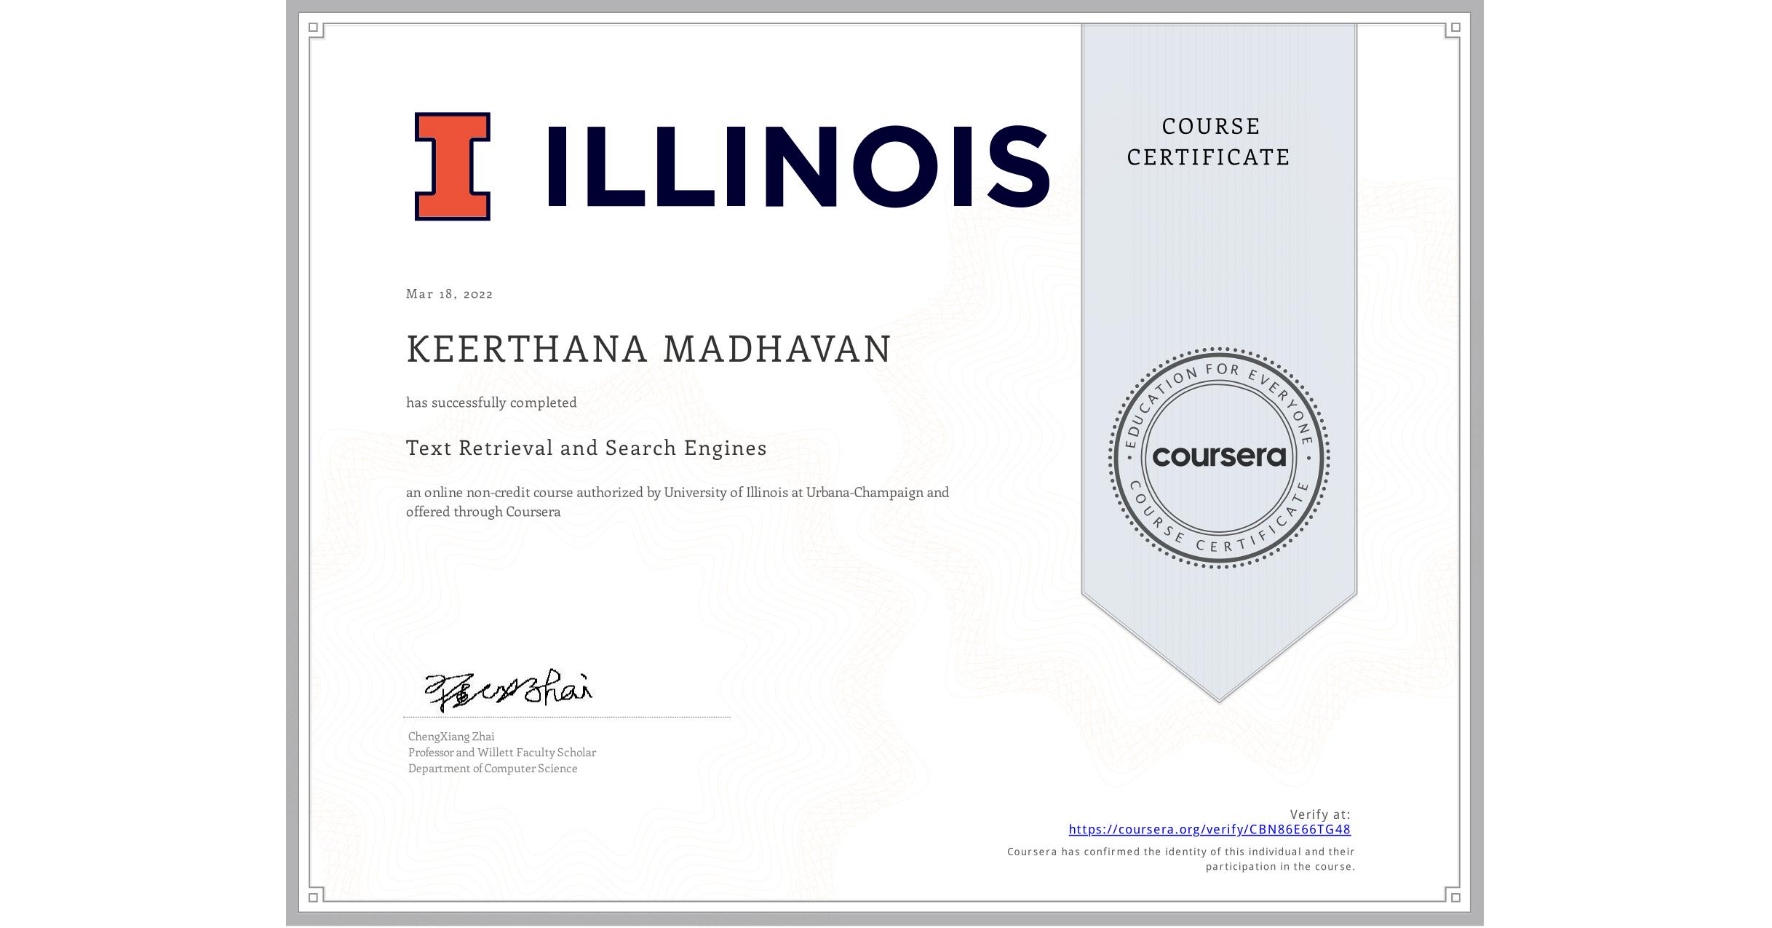 ILLINOIS
COURSE
CERTIFICATE
Mar 18, 2022
KEERTHANA MADHAVAN
has successfully completed
Text Retrieval and Search Engines
an online non-credit course authorized by University of Illinois at Urbana-Champaign and
offered through Coursera
EDUCATION FOR EVERYONE
coursera
COURSE CERTIFICATE
Zhai
ChengXiang Zhai
Professor and Willett Faculty Scholar
Department of Computer Science
Verify at:
https://coursera.org/verify/CBN86E66TG48
Coursera has confirmed the identity of this individual and their
participation in the course.